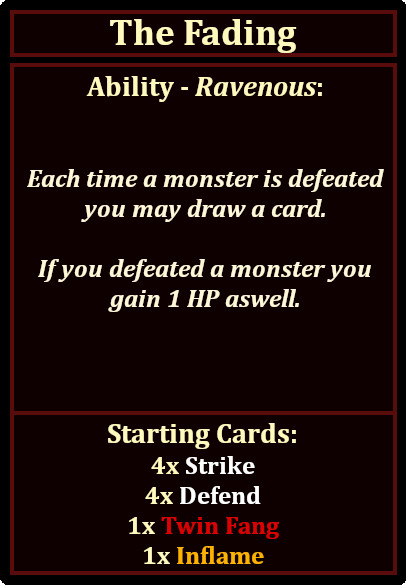 The Fading
Ability - Ravenous:
Each time a monster is defeated
you may draw a card.
If you defeated a monster you
gain 1 HP aswell.
Starting Cards:
4x Strike
4x Defend
1x Twin Fang
1x Inflame